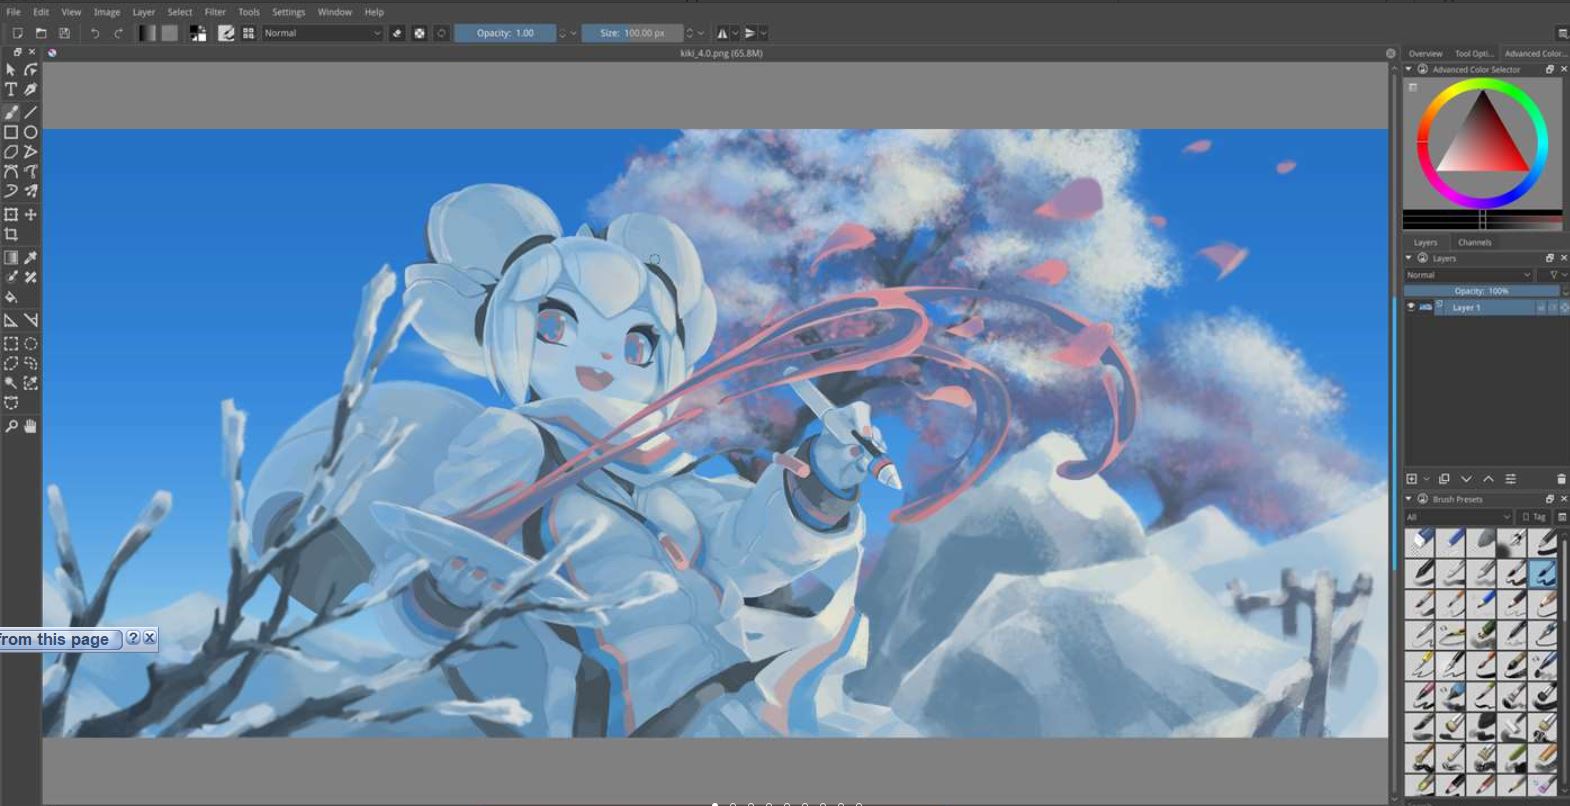 File Edit View Image Layer Select Filter Tools Settings Window Help
Normal Opacity: 1.00 Size: 100.00 px
kiki_4.0.png (65.8M)
Overview Tool Opti... Advanced Color...
Advanced Color Selector
Layers Channels
Layers
Normal
Opacity: 100%
Layer 1
Brush Presets
All Tag
from this page ? x